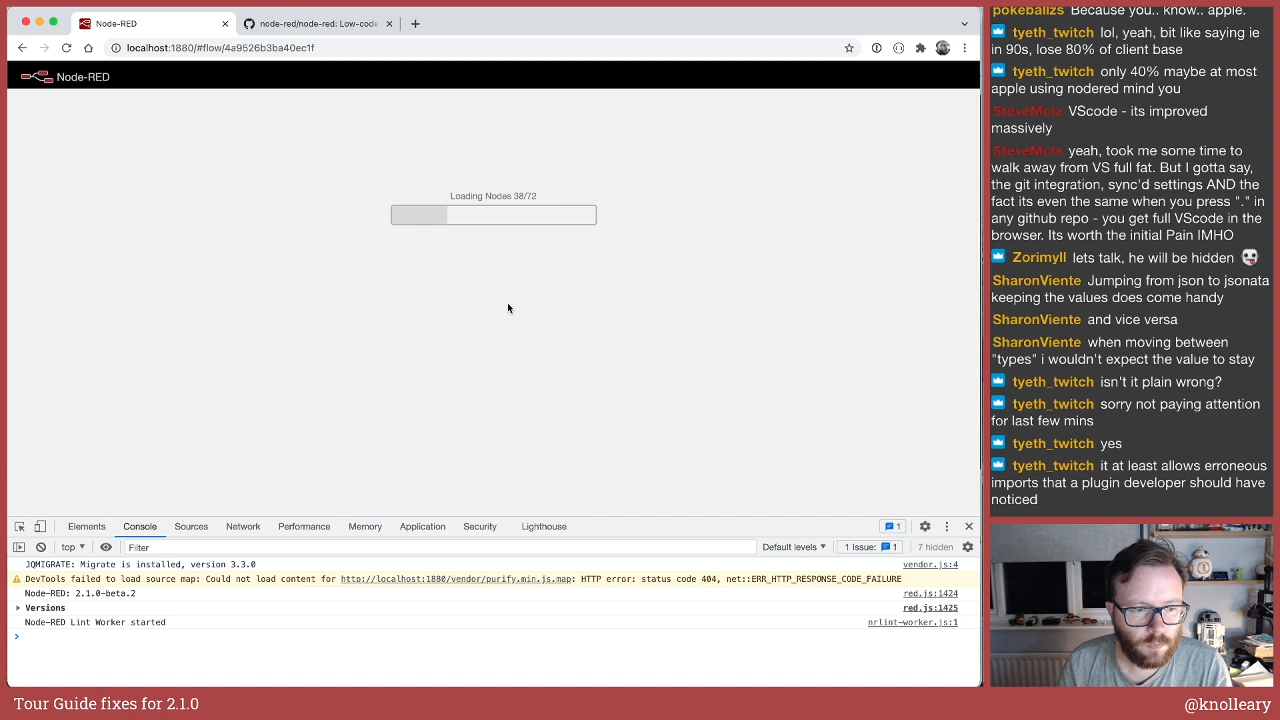 Node-RED
node-red/node-red: Low-code
localhost:1880/#flow/4a9526b3ba40ec1f
Node-RED
Loading Nodes 38/72
Elements Console Sources Network Performance Memory Application Security Lighthouse 1
top Filter Default levels 1 Issue: 1 7 hidden
JQMIGRATE: Migrate is installed, version 3.3.0 vendor.js:4
DevTools failed to load source map: Could not load content for http://localhost:1880/vendor/purify.min.js.map: HTTP error: status code 404, net::ERR_HTTP_RESPONSE_CODE_FAILURE
Node-RED: 2.1.0-beta.2 red.js:1424
Versions red.js:1425
Node-RED Lint Worker started nrlint-worker.js:1
pokeballzs Because you.. know.. apple.
tyeth_twitch lol, yeah, bit like saying ie
in 90s, lose 80% of client base
tyeth_twitch only 40% maybe at most
apple using nodered mind you
SteveMcla VScode - its improved
massively
SteveMcla yeah, took me some time to
walk away from VS full fat. But I gotta say,
the git integration, sync'd settings AND the
fact its even the same when you press "." in
any github repo - you get full VScode in the
browser. Its worth the initial Pain IMHO
Zorimyll lets talk, he will be hidden
SharonViente Jumping from json to jsonata
keeping the values does come handy
SharonViente and vice versa
SharonViente when moving between
"types" i wouldn't expect the value to stay
tyeth_twitch isn't it plain wrong?
tyeth_twitch sorry not paying attention
for last few mins
tyeth_twitch yes
tyeth_twitch it at least allows erroneous
imports that a plugin developer should have
noticed
Tour Guide fixes for 2.1.0
@knolleary